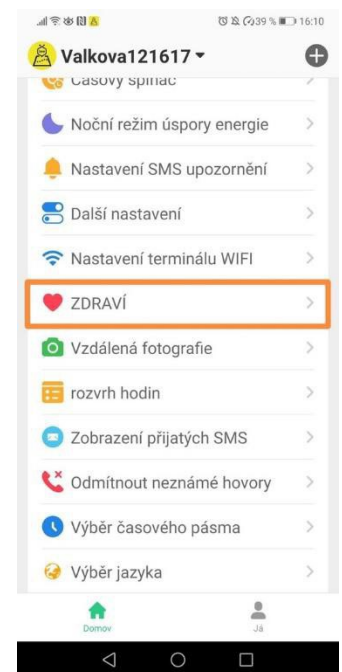 39 % 16:10
Valkova121617
Časový spínač
Noční režim úspory energie
Nastavení SMS upozornění
Další nastavení
Nastavení terminálu WIFI
ZDRAVÍ
Vzdálená fotografie
rozvrh hodin
Zobrazení přijatých SMS
Odmítnout neznámé hovory
Výběr časového pásma
Výběr jazyka
Domov
Já